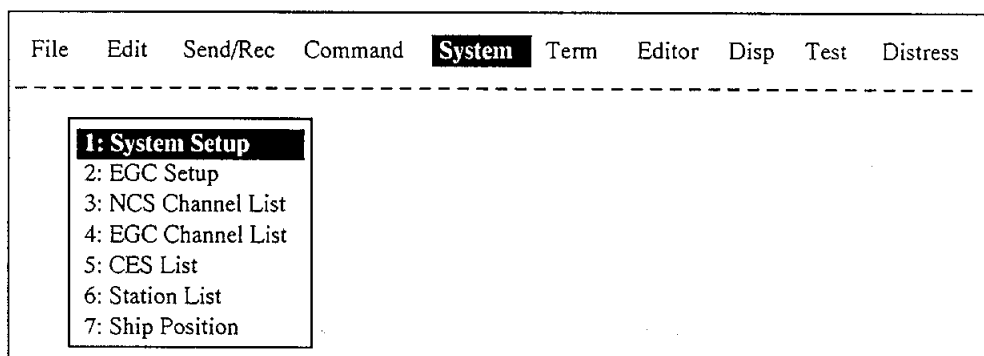 File Edit Send/Rec Command System Term Editor Disp Test Distress
1: System Setup
2: EGC Setup
3: NCS Channel List
4: EGC Channel List
5: CES List
6: Station List
7: Ship Position